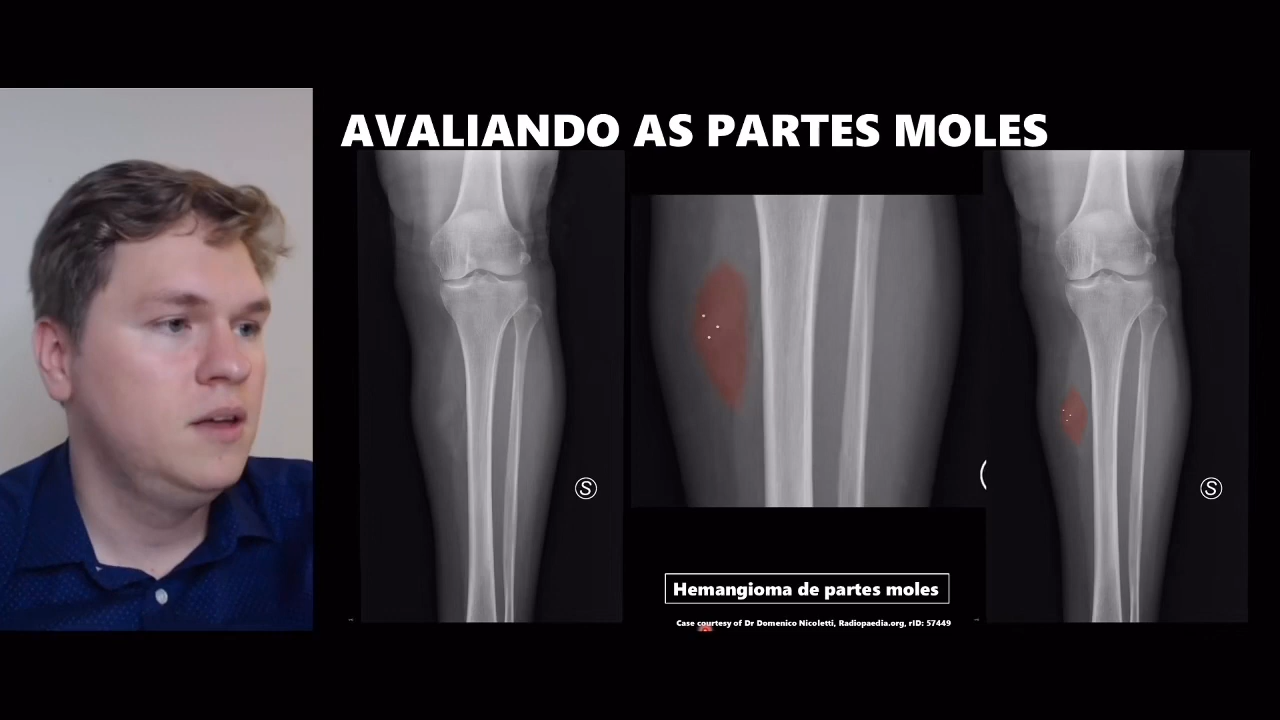 AVALIANDO AS PARTES MOLES
S
S
Hemangioma de partes moles
Case courtesy of Dr Domenico Nicoletti, Radiopaedia.org, rID: 57449